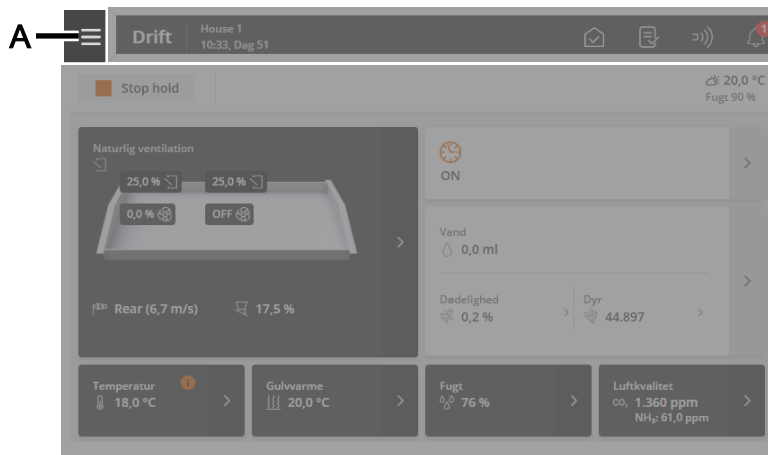 A
Drift
House 1
10:33, Dag 51
1
Stop hold
20,0 °C
Fugt 90 %
Naturlig ventilation
25,0 %
25,0 %
0,0 %
OFF
Rear (6,7 m/s)
17,5 %
ON
Vand
0,0 ml
Dødelighed
0,2 %
Dyr
44.897
Temperatur
i
18,0 °C
Gulvvarme
20,0 °C
Fugt
76 %
Luftkvalitet
CO₂ 1.360 ppm
NH₃: 61,0 ppm